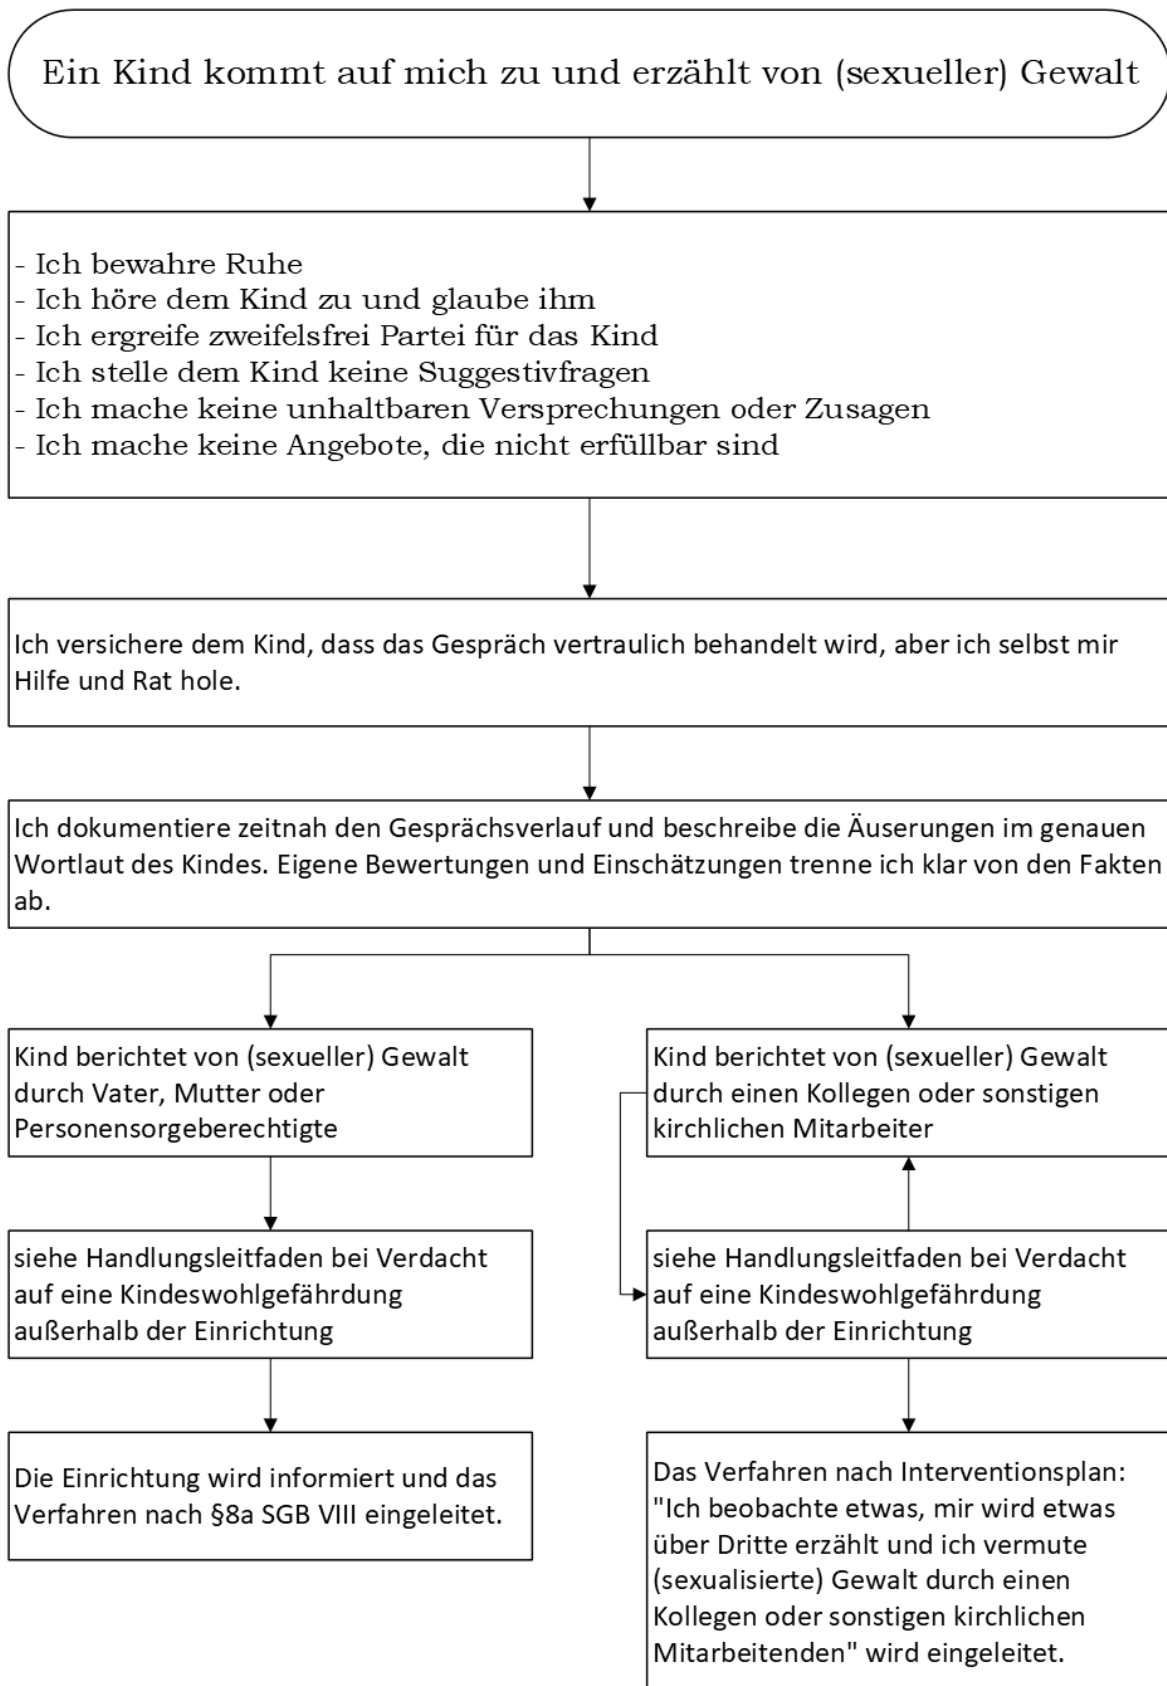 Ein Kind kommt auf mich zu und erzählt von (sexueller) Gewalt
- Ich bewahre Ruhe
- Ich höre dem Kind zu und glaube ihm
- Ich ergreife zweifelsfrei Partei für das Kind
- Ich stelle dem Kind keine Suggestivfragen
- Ich mache keine unhaltbaren Versprechungen oder Zusagen
- Ich mache keine Angebote, die nicht erfüllbar sind
Ich versichere dem Kind, dass das Gespräch vertraulich behandelt wird, aber ich selbst mir
Hilfe und Rat hole.
Ich dokumentiere zeitnah den Gesprächsverlauf und beschreibe die Äuserungen im genauen
Wortlaut des Kindes. Eigene Bewertungen und Einschätzungen trenne ich klar von den Fakten
ab.
Kind berichtet von (sexueller) Gewalt
durch Vater, Mutter oder
Personensorgeberechtigte
siehe Handlungsleitfaden bei Verdacht
auf eine Kindeswohlgefährdung
außerhalb der Einrichtung
Die Einrichtung wird informiert und das
Verfahren nach §8a SGB VIII eingeleitet.
Kind berichtet von (sexueller) Gewalt
durch einen Kollegen oder sonstigen
kirchlichen Mitarbeiter
siehe Handlungsleitfaden bei Verdacht
auf eine Kindeswohlgefährdung
außerhalb der Einrichtung
Das Verfahren nach Interventionsplan:
"Ich beobachte etwas, mir wird etwas
über Dritte erzählt und ich vermute
(sexualisierte) Gewalt durch einen
Kollegen oder sonstigen kirchlichen
Mitarbeitenden" wird eingeleitet.